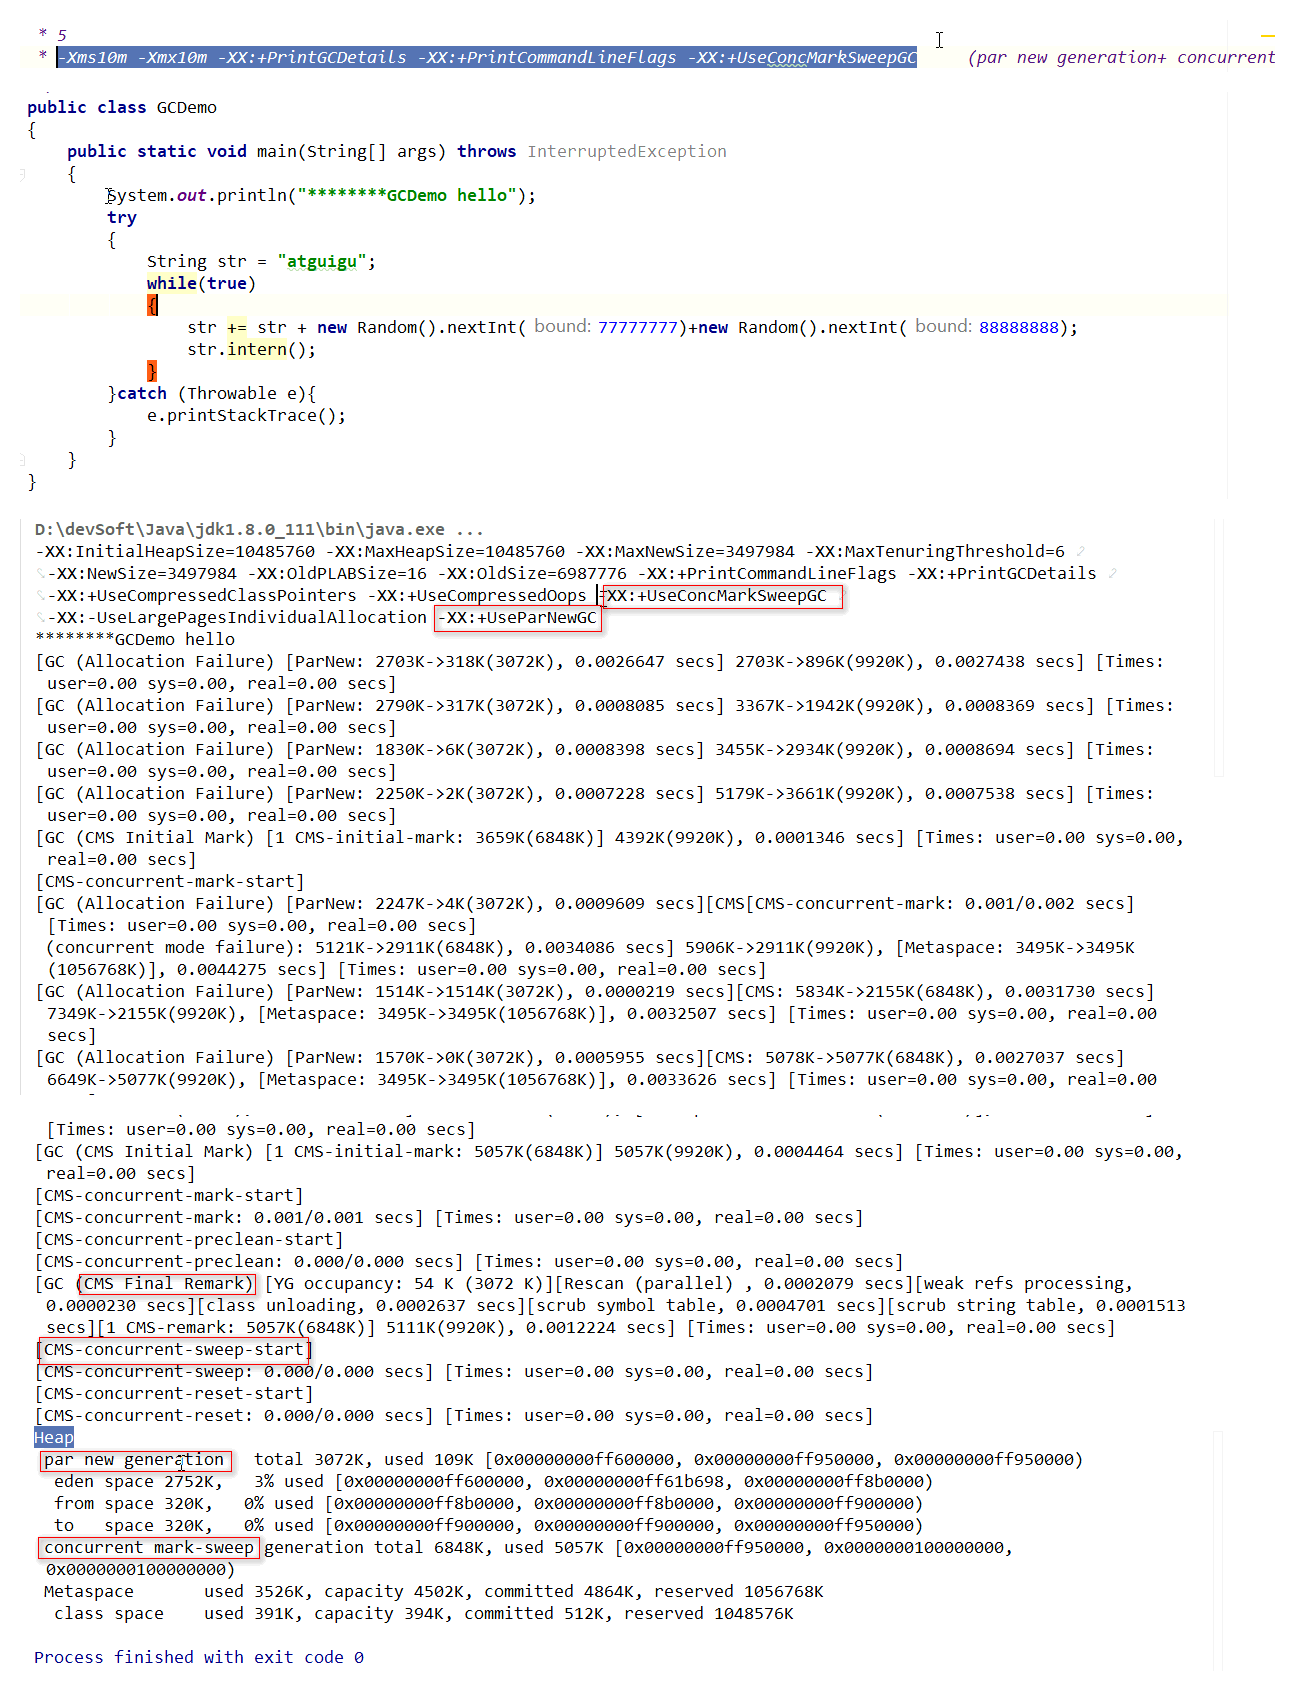 * 5
* -Xms10m -Xmx10m -XX:+PrintGCDetails -XX:+PrintCommandLineFlags -XX:+UseConcMarkSweepGC (par new generation+ concurrent
public class GCDemo
{
public static void main(String[] args) throws InterruptedException
{
System.out.println("********GCDemo hello");
try
{
String str = "atguigu";
while(true)
{
str += str + new Random().nextInt( bound: 77777777)+new Random().nextInt( bound: 88888888);
str.intern();
}
}catch (Throwable e){
e.printStackTrace();
}
}
}
D:\devSoft\Java\jdk1.8.0_111\bin\java.exe ...
-XX:InitialHeapSize=10485760 -XX:MaxHeapSize=10485760 -XX:MaxNewSize=3497984 -XX:MaxTenuringThreshold=6
-XX:NewSize=3497984 -XX:OldPLABSize=16 -XX:OldSize=6987776 -XX:+PrintCommandLineFlags -XX:+PrintGCDetails
-XX:+UseCompressedClassPointers -XX:+UseCompressedOops -XX:+UseConcMarkSweepGC
-XX:-UseLargePagesIndividualAllocation -XX:+UseParNewGC
********GCDemo hello
[GC (Allocation Failure) [ParNew: 2703K->318K(3072K), 0.0026647 secs] 2703K->896K(9920K), 0.0027438 secs] [Times:
user=0.00 sys=0.00, real=0.00 secs]
[GC (Allocation Failure) [ParNew: 2790K->317K(3072K), 0.0008085 secs] 3367K->1942K(9920K), 0.0008369 secs] [Times:
user=0.00 sys=0.00, real=0.00 secs]
[GC (Allocation Failure) [ParNew: 1830K->6K(3072K), 0.0008398 secs] 3455K->2934K(9920K), 0.0008694 secs] [Times:
user=0.00 sys=0.00, real=0.00 secs]
[GC (Allocation Failure) [ParNew: 2250K->2K(3072K), 0.0007228 secs] 5179K->3661K(9920K), 0.0007538 secs] [Times:
user=0.00 sys=0.00, real=0.00 secs]
[GC (CMS Initial Mark) [1 CMS-initial-mark: 3659K(6848K)] 4392K(9920K), 0.0001346 secs] [Times: user=0.00 sys=0.00,
real=0.00 secs]
[CMS-concurrent-mark-start]
[GC (Allocation Failure) [ParNew: 2247K->4K(3072K), 0.0009609 secs][CMS[CMS-concurrent-mark: 0.001/0.002 secs]
[Times: user=0.00 sys=0.00, real=0.00 secs]
(concurrent mode failure): 5121K->2911K(6848K), 0.0034086 secs] 5906K->2911K(9920K), [Metaspace: 3495K->3495K
(1056768K)], 0.0044275 secs] [Times: user=0.00 sys=0.00, real=0.00 secs]
[GC (Allocation Failure) [ParNew: 1514K->1514K(3072K), 0.0000219 secs][CMS: 5834K->2155K(6848K), 0.0031730 secs]
7349K->2155K(9920K), [Metaspace: 3495K->3495K(1056768K)], 0.0032507 secs] [Times: user=0.00 sys=0.00, real=0.00
secs]
[GC (Allocation Failure) [ParNew: 1570K->0K(3072K), 0.0005955 secs][CMS: 5078K->5077K(6848K), 0.0027037 secs]
6649K->5077K(9920K), [Metaspace: 3495K->3495K(1056768K)], 0.0033626 secs] [Times: user=0.00 sys=0.00, real=0.00
[Times: user=0.00 sys=0.00, real=0.00 secs]
[GC (CMS Initial Mark) [1 CMS-initial-mark: 5057K(6848K)] 5057K(9920K), 0.0004464 secs] [Times: user=0.00 sys=0.00,
real=0.00 secs]
[CMS-concurrent-mark-start]
[CMS-concurrent-mark: 0.001/0.001 secs] [Times: user=0.00 sys=0.00, real=0.00 secs]
[CMS-concurrent-preclean-start]
[CMS-concurrent-preclean: 0.000/0.000 secs] [Times: user=0.00 sys=0.00, real=0.00 secs]
[GC (CMS Final Remark) [YG occupancy: 54 K (3072 K)][Rescan (parallel) , 0.0002079 secs][weak refs processing,
0.0000230 secs][class unloading, 0.0002637 secs][scrub symbol table, 0.0004701 secs][scrub string table, 0.0001513
secs][1 CMS-remark: 5057K(6848K)] 5111K(9920K), 0.0012224 secs] [Times: user=0.00 sys=0.00, real=0.00 secs]
[CMS-concurrent-sweep-start]
[CMS-concurrent-sweep: 0.000/0.000 secs] [Times: user=0.00 sys=0.00, real=0.00 secs]
[CMS-concurrent-reset-start]
[CMS-concurrent-reset: 0.000/0.000 secs] [Times: user=0.00 sys=0.00, real=0.00 secs]
Heap
par new generation   total 3072K, used 109K [0x00000000ff600000, 0x00000000ff950000, 0x00000000ff950000)
eden space 2752K,   3% used [0x00000000ff600000, 0x00000000ff61b698, 0x00000000ff8b0000)
from space 320K,   0% used [0x00000000ff8b0000, 0x00000000ff8b0000, 0x00000000ff900000)
to   space 320K,   0% used [0x00000000ff900000, 0x00000000ff900000, 0x00000000ff950000)
concurrent mark-sweep generation total 6848K, used 5057K [0x00000000ff950000, 0x0000000100000000,
0x0000000100000000)
Metaspace       used 3526K, capacity 4502K, committed 4864K, reserved 1056768K
class space    used 391K, capacity 394K, committed 512K, reserved 1048576K
Process finished with exit code 0